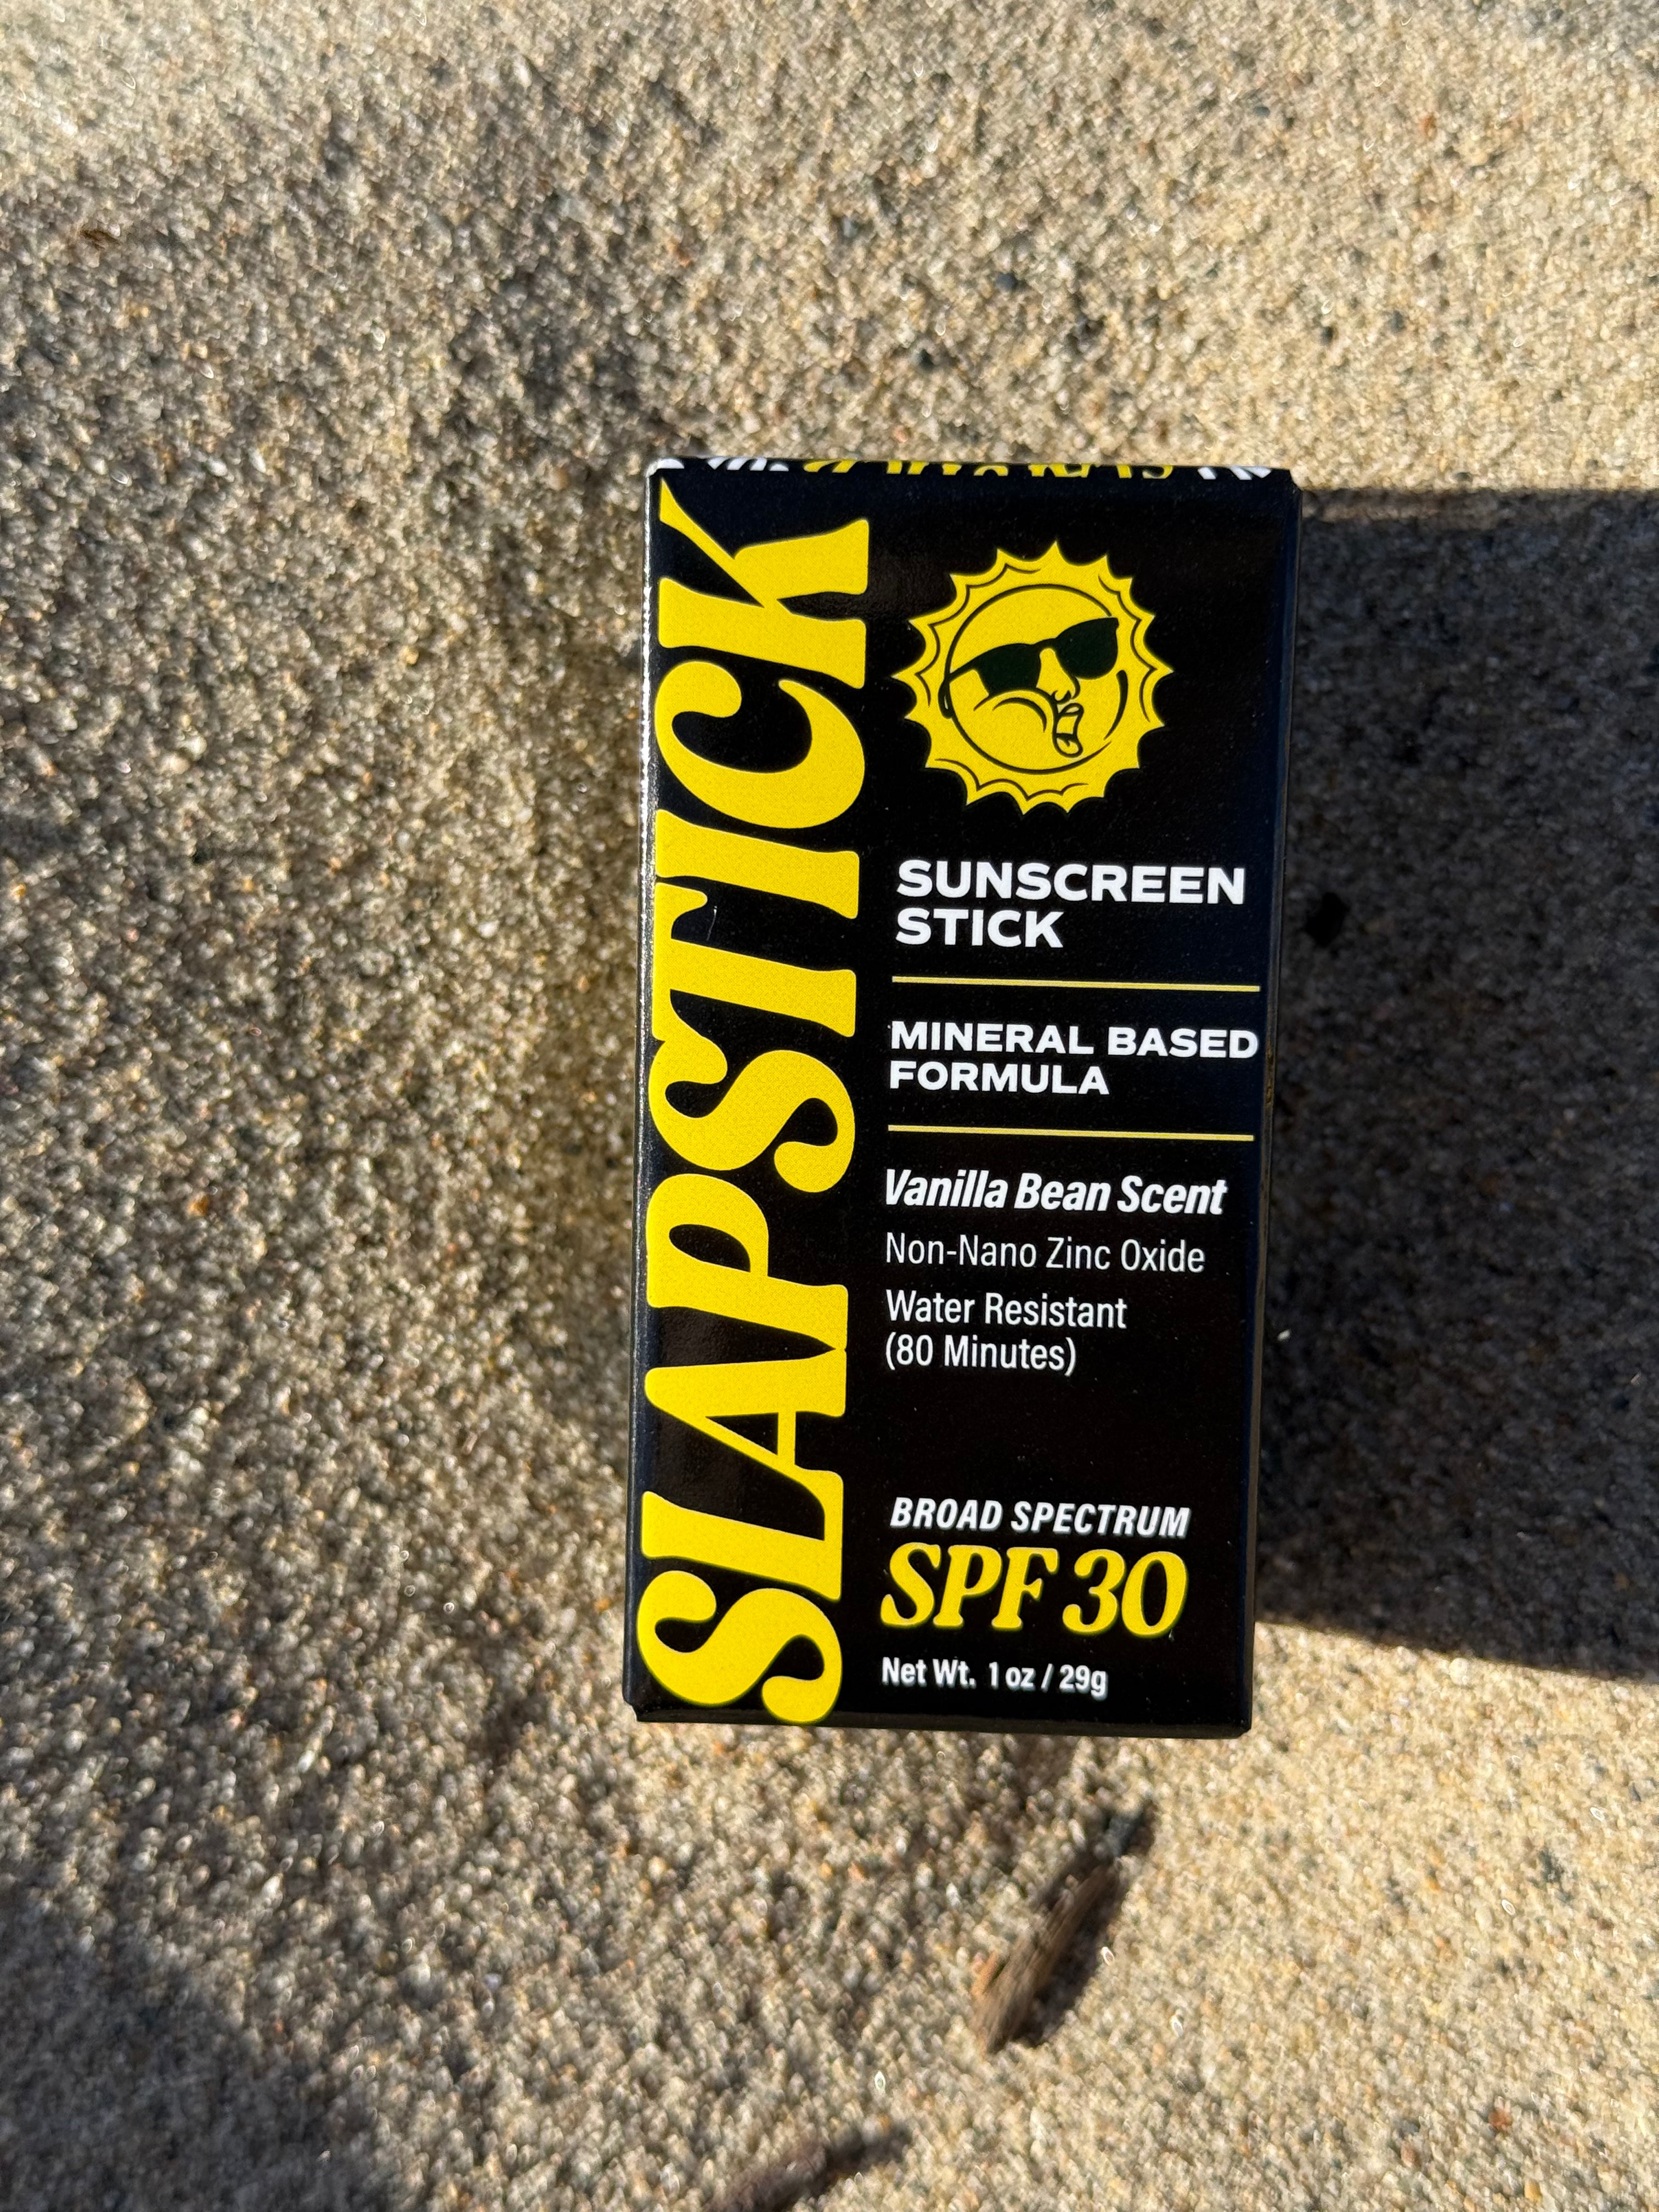 SLAPSTICK
SUNSCREEN
STICK
MINERAL BASED
FORMULA
Vanilla Bean Scent
Non-Nano Zinc Oxide
Water Resistant
(80 Minutes)
BROAD SPECTRUM
SPF 30
Net Wt. 1 oz / 29g